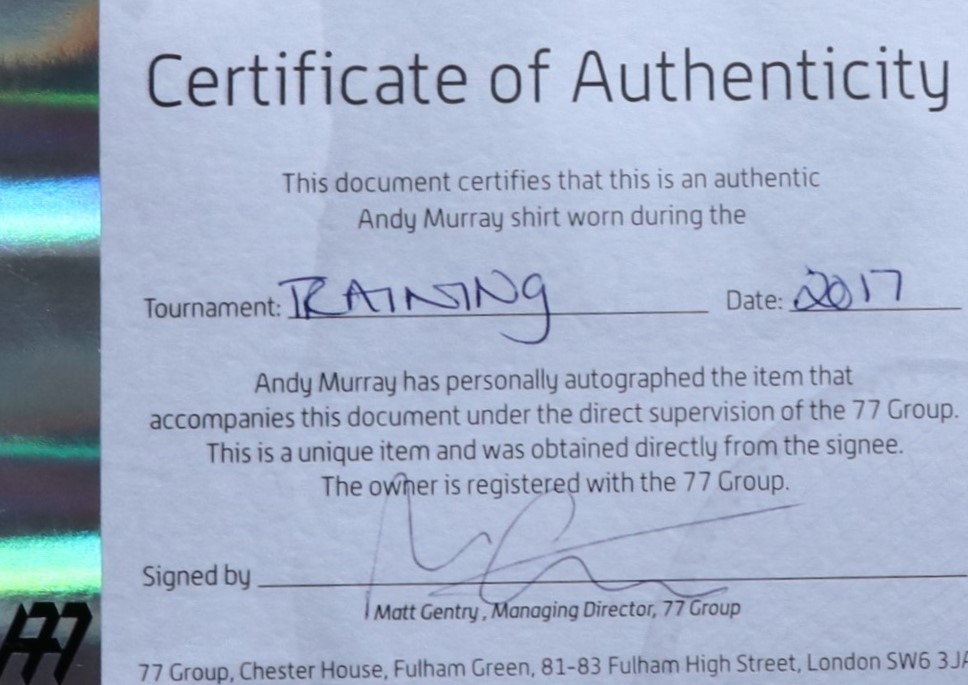 Certificate of Authenticity
This document certifies that this is an authentic
Andy Murray shirt worn during the
Tournament: TRAINING Date: 2017
Andy Murray has personally autographed the item that
accompanies this document under the direct supervision of the 77 Group.
This is a unique item and was obtained directly from the signee.
The owner is registered with the 77 Group.
Signed by
Matt Gentry, Managing Director, 77 Group
77
77 Group, Chester House, Fulham Green, 81-83 Fulham High Street, London SW6 3JA